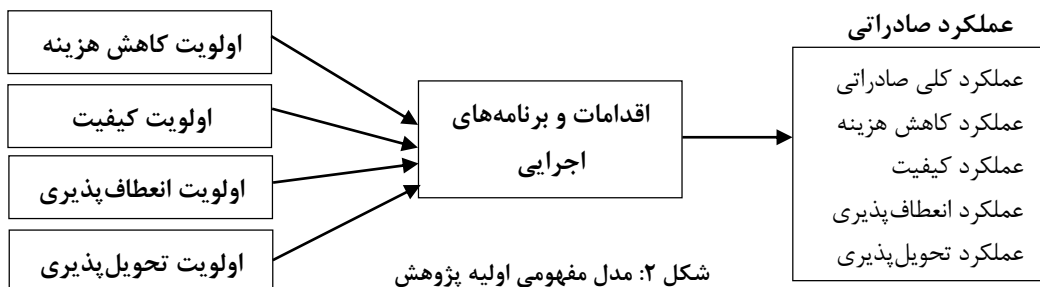 عملکرد صادراتی
عملکرد کلی صادراتی
عملکرد کاهش هزینه
عملکرد کیفیت
عملکرد انعطاف‌پذیری
عملکرد تحویل‌پذیری
اقدامات و برنامه‌های
اجرایی
اولویت کاهش هزینه
اولویت کیفیت
اولویت انعطاف‌پذیری
اولویت تحویل‌پذیری
شکل ۲: مدل مفهومی اولیه پژوهش